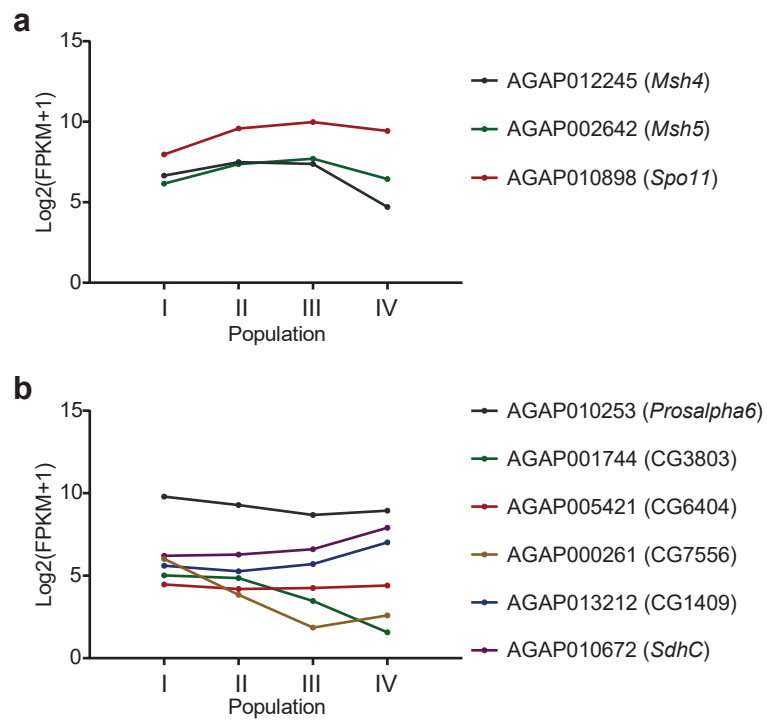 a
15
10
5
0
Log2(FPKM+1)
I II III IV
Population
AGAP012245 (Msh4)
AGAP002642 (Msh5)
AGAP010898 (Spo11)
b
15
10
5
0
Log2(FPKM+1)
I II III IV
Population
AGAP010253 (Prosalpha6)
AGAP001744 (CG3803)
AGAP005421 (CG6404)
AGAP000261 (CG7556)
AGAP013212 (CG1409)
AGAP010672 (SdhC)